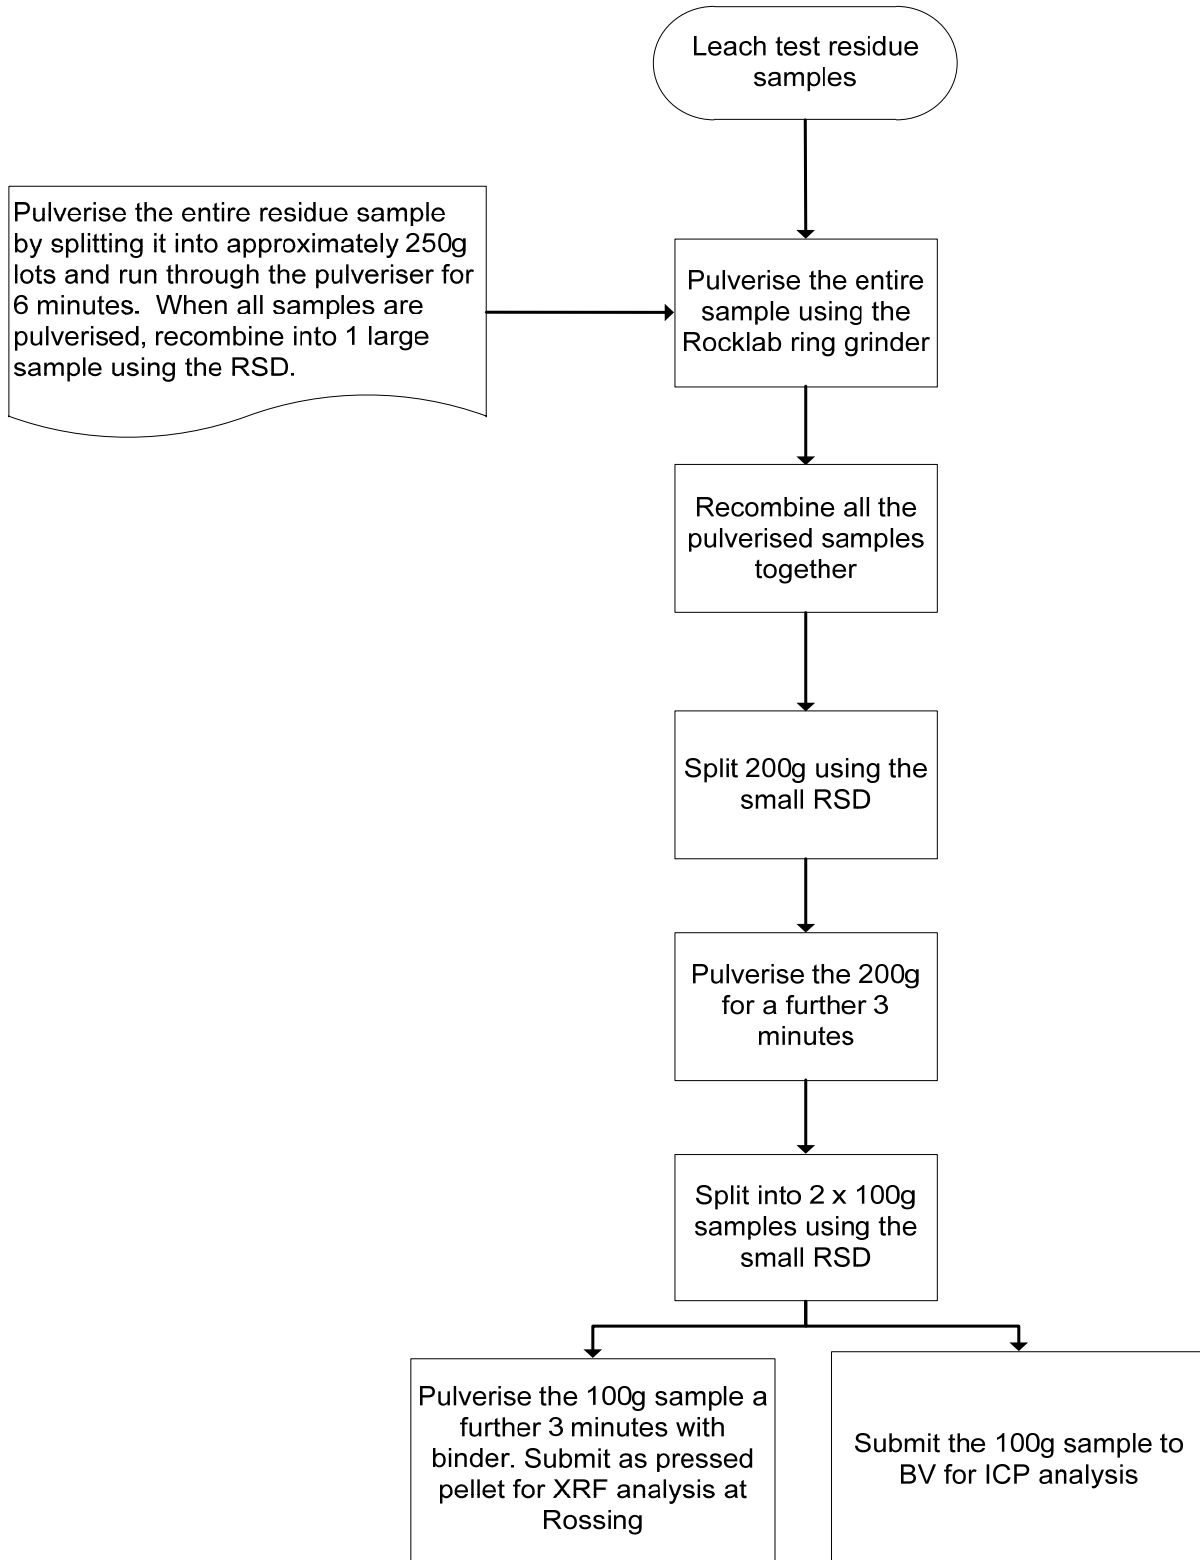 Leach test residue
samples
Pulverise the entire residue sample
by splitting it into approximately 250g
lots and run through the pulveriser for
6 minutes.  When all samples are
pulverised, recombine into 1 large
sample using the RSD.
Pulverise the entire
sample using the
Rocklab ring grinder
Recombine all the
pulverised samples
together
Split 200g using the
small RSD
Pulverise the 200g
for a further 3
minutes
Split into 2 x 100g
samples using the
small RSD
Pulverise the 100g sample a
further 3 minutes with
binder. Submit as pressed
pellet for XRF analysis at
Rossing
Submit the 100g sample to
BV for ICP analysis